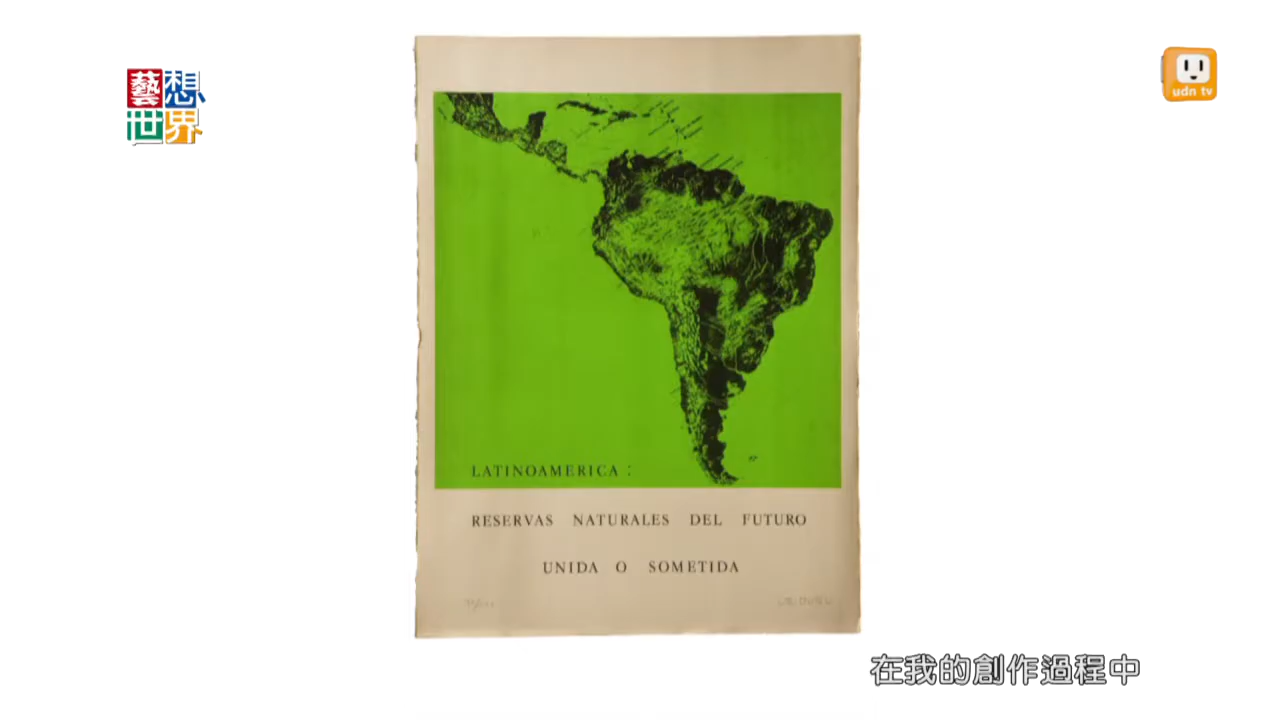 藝想
世界
udn tv
LATINOAMERICA :
RESERVAS NATURALES DEL FUTURO
UNIDA O SOMETIDA
在我的創作過程中